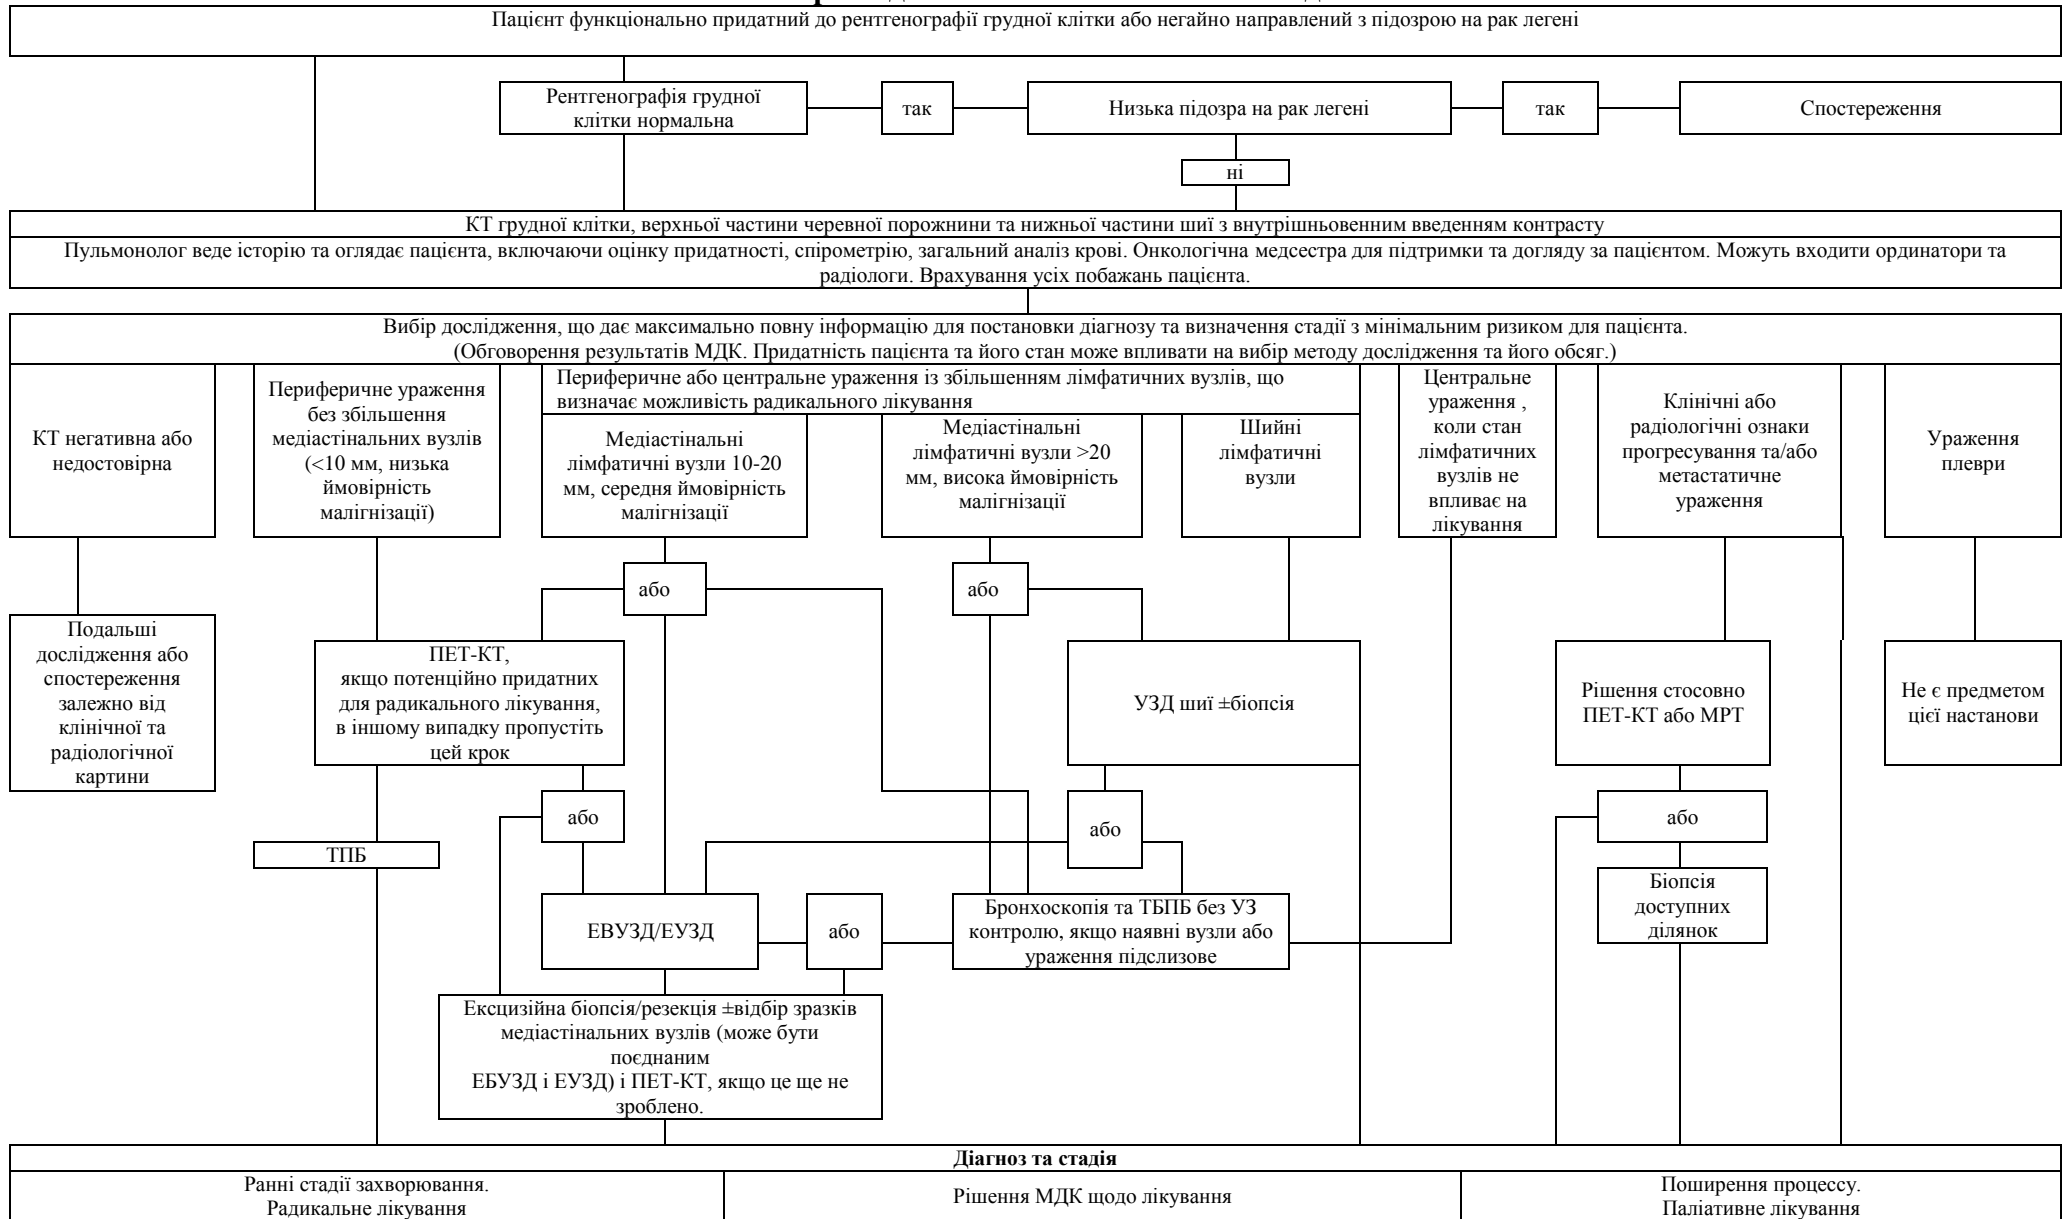 Пацієнт функціонально придатний до рентгенографії грудної клітки або негайно направлений з підозрою на рак легені
Рентгенографія грудної
клітки нормальна
так
Низька підозра на рак легені
так
Спостереження
ні
КТ грудної клітки, верхньої частини черевної порожнини та нижньої частини шиї з внутрішньовенним введенням контрасту
Пульмонолог веде історію та оглядає пацієнта, включаючи оцінку придатності, спірометрію, загальний аналіз крові. Онкологічна медсестра для підтримки та догляду за пацієнтом. Можуть входити ординатори та
радіологи. Врахування усіх побажань пацієнта.
Вибір дослідження, що дає максимально повну інформацію для постановки діагнозу та визначення стадії з мінімальним ризиком для пацієнта.
(Обговорення результатів МДК. Придатність пацієнта та його стан може впливати на вибір методу дослідження та його обсяг.)
КТ негативна або
недостовірна
Периферичне ураження
без збільшення
медіастінальних вузлів
(<10 мм, низька
ймовірність
малігнізації)
Периферичне або центральне ураження із збільшенням лімфатичних вузлів, що
визначає можливість радикального лікування
Медіастінальні
лімфатичні вузли 10-20
мм, середня ймовірність
малігнізації
Медіастінальні
лімфатичні вузли >20
мм, висока ймовірність
малігнізації
Шийні
лімфатичні
вузли
Центральне
ураження ,
коли стан
лімфатичних
вузлів не
впливає на
лікування
Клінічні або
радіологічні ознаки
прогресування та/або
метастатичне
ураження
Ураження
плеври
або
або
Подальші
дослідження або
спостереження
залежно від
клінічної та
радіологічної
картини
ПЕТ-КТ,
якщо потенційно придатних
для радикального лікування,
в іншому випадку пропустіть
цей крок
УЗД шиї ±біопсія
Рішення стосовно
ПЕТ-КТ або МРТ
Не є предметом
цієї настанови
або
або
або
ТПБ
Біопсія
доступних
ділянок
ЕВУЗД/ЕУЗД
або
Бронхоскопія та ТБПБ без УЗ
контролю, якщо наявні вузли або
ураження підслизове
Ексцизійна біопсія/резекція ±відбір зразків
медіастінальних вузлів (може бути
поєднаним
ЕБУЗД і ЕУЗД) і ПЕТ-КТ, якщо це ще не
зроблено.
Діагноз та стадія
Ранні стадії захворювання.
Радикальне лікування
Рішення МДК щодо лікування
Поширення процессу.
Паліативне лікування